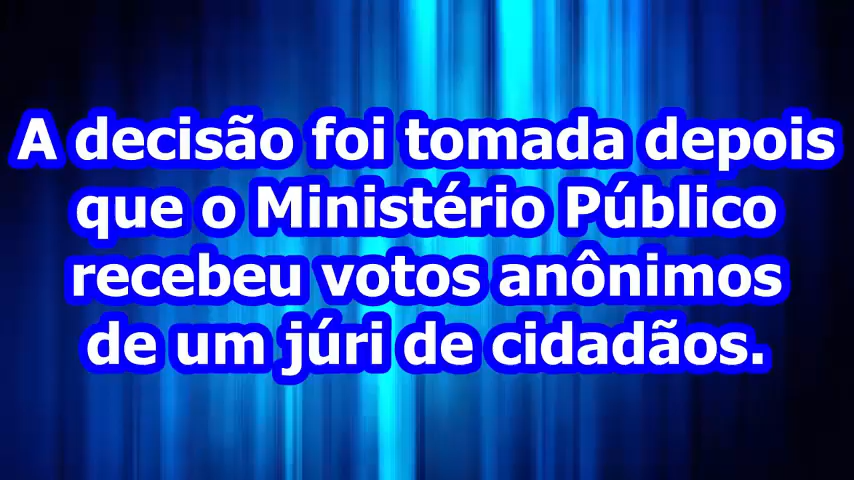 A decisão foi tomada depois
que o Ministério Público
recebeu votos anônimos
de um júri de cidadãos.